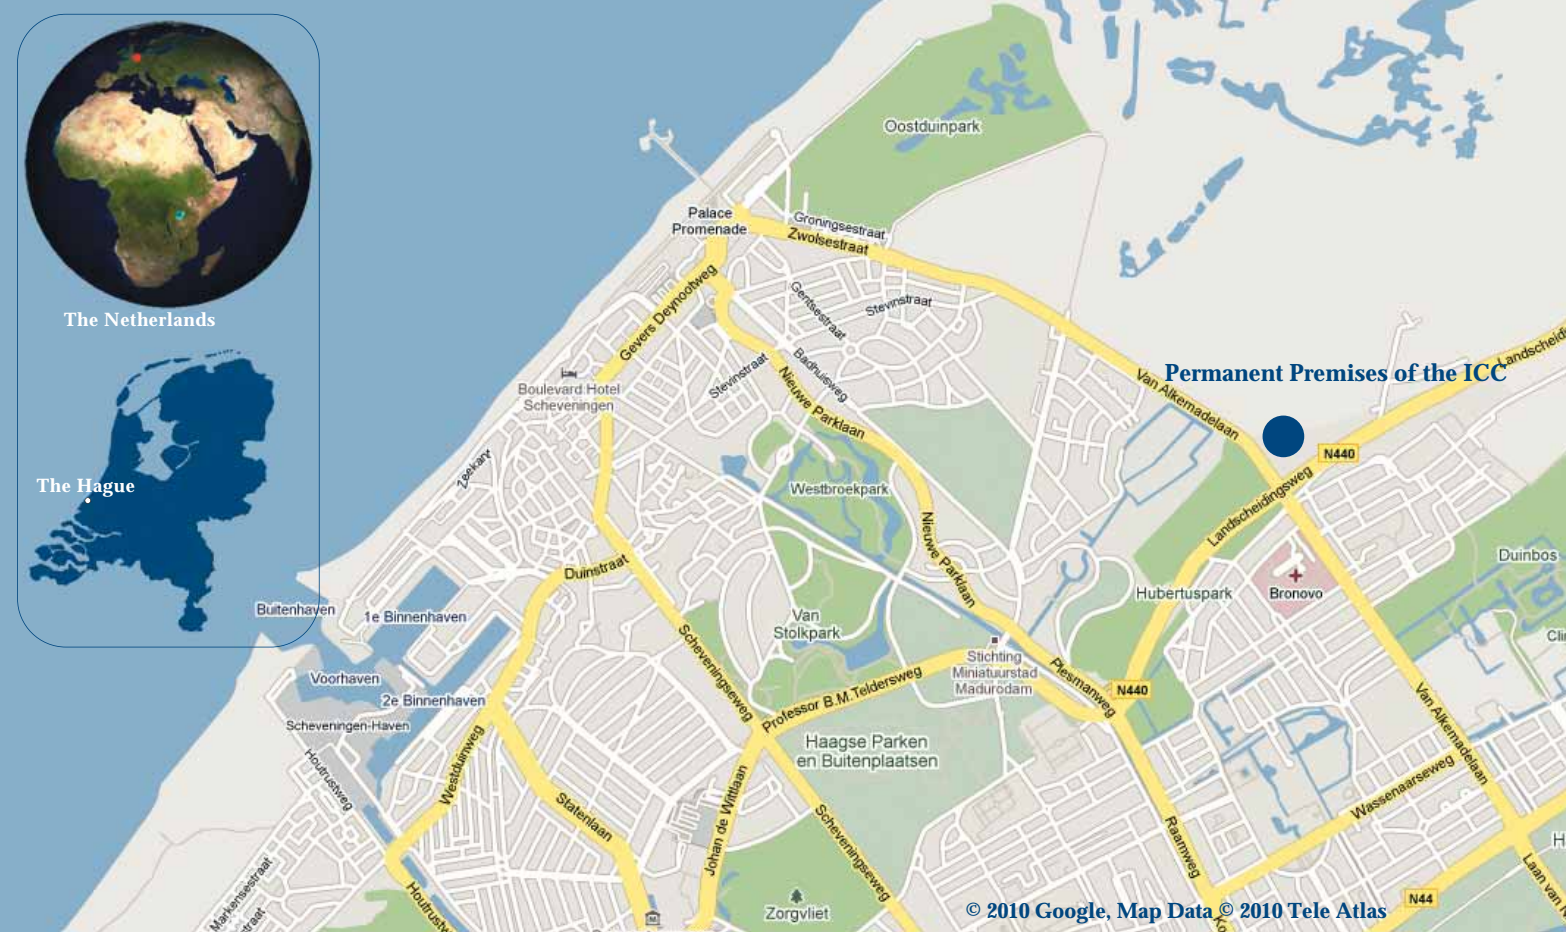 The Netherlands
The Hague
Oostduinpark
Palace
Promenade
Groningsestraat
Zwolsestraat
Gevers Deynootweg
Gentsestraat
Stevinstraat
Stevinstraat
Badhuisweg
Nieuwe Parklaan
Boulevard Hotel
Scheveningen
Zeekant
Van Alkemadelaan
Permanent Premises of the ICC
N440
Landscheidingsweg
Westbroekpark
Nieuwe Parklaan
Duinstraat
Buitenhaven
1e Binnenhaven
Voorhaven
2e Binnenhaven
Scheveningen-Haven
Houtrustweg
Westduinweg
Scheveningseweg
Van
Stolkpark
Stichting
Miniatuurstad
Madurodam
Professor B.M.Teldersweg
Plesmanweg
N440
Hubertuspark
Bronovo
Duinbos
Haagse Parken
en Buitenplaatsen
Statenlaan
Johan de Wittlaan
Scheveningseweg
Van Alkemadelaan
Wassenaarseweg
Raamweg
Markensestraat
Zorgvliet
N44
© 2010 Google, Map Data © 2010 Tele Atlas